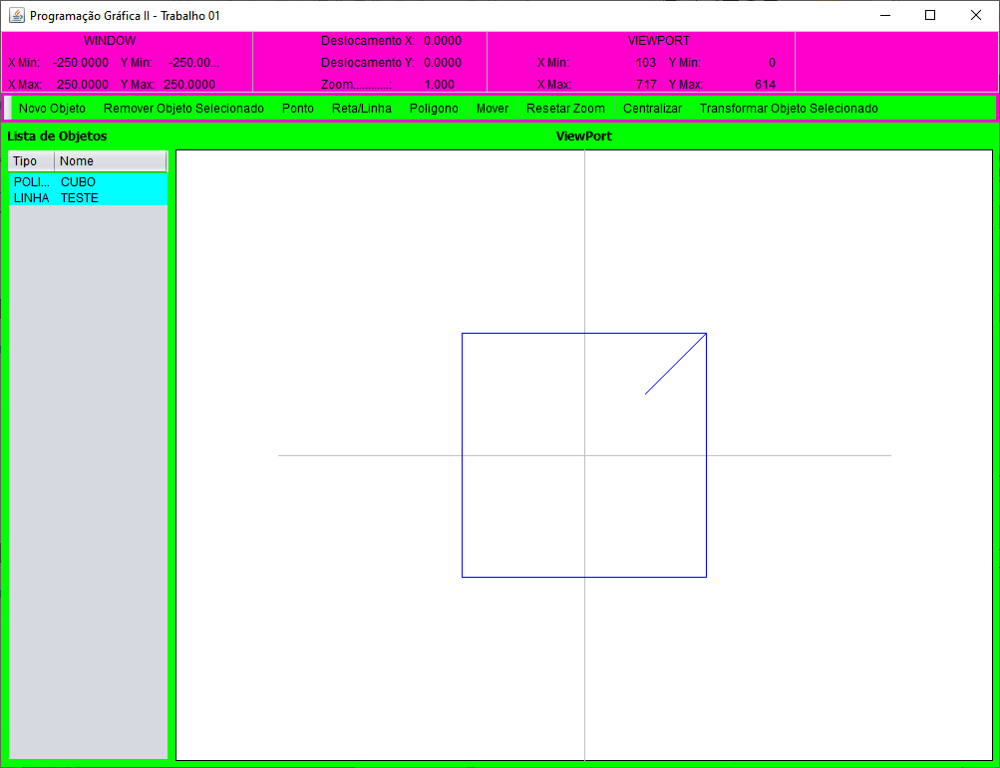 Programação Gráfica II - Trabalho 01
WINDOW Deslocamento X: 0.0000 VIEWPORT
X Min: -250.0000 Y Min: -250.00... Deslocamento Y: 0.0000 X Min: 103 Y Min: 0
X Max: 250.0000 Y Max: 250.0000 Zoom............: 1.000 X Max: 717 Y Max: 614
Novo Objeto Remover Objeto Selecionado Ponto Reta/Linha Poligono Mover Resetar Zoom Centralizar Transformar Objeto Selecionado
Lista de Objetos ViewPort
Tipo Nome
POLI... CUBO
LINHA TESTE